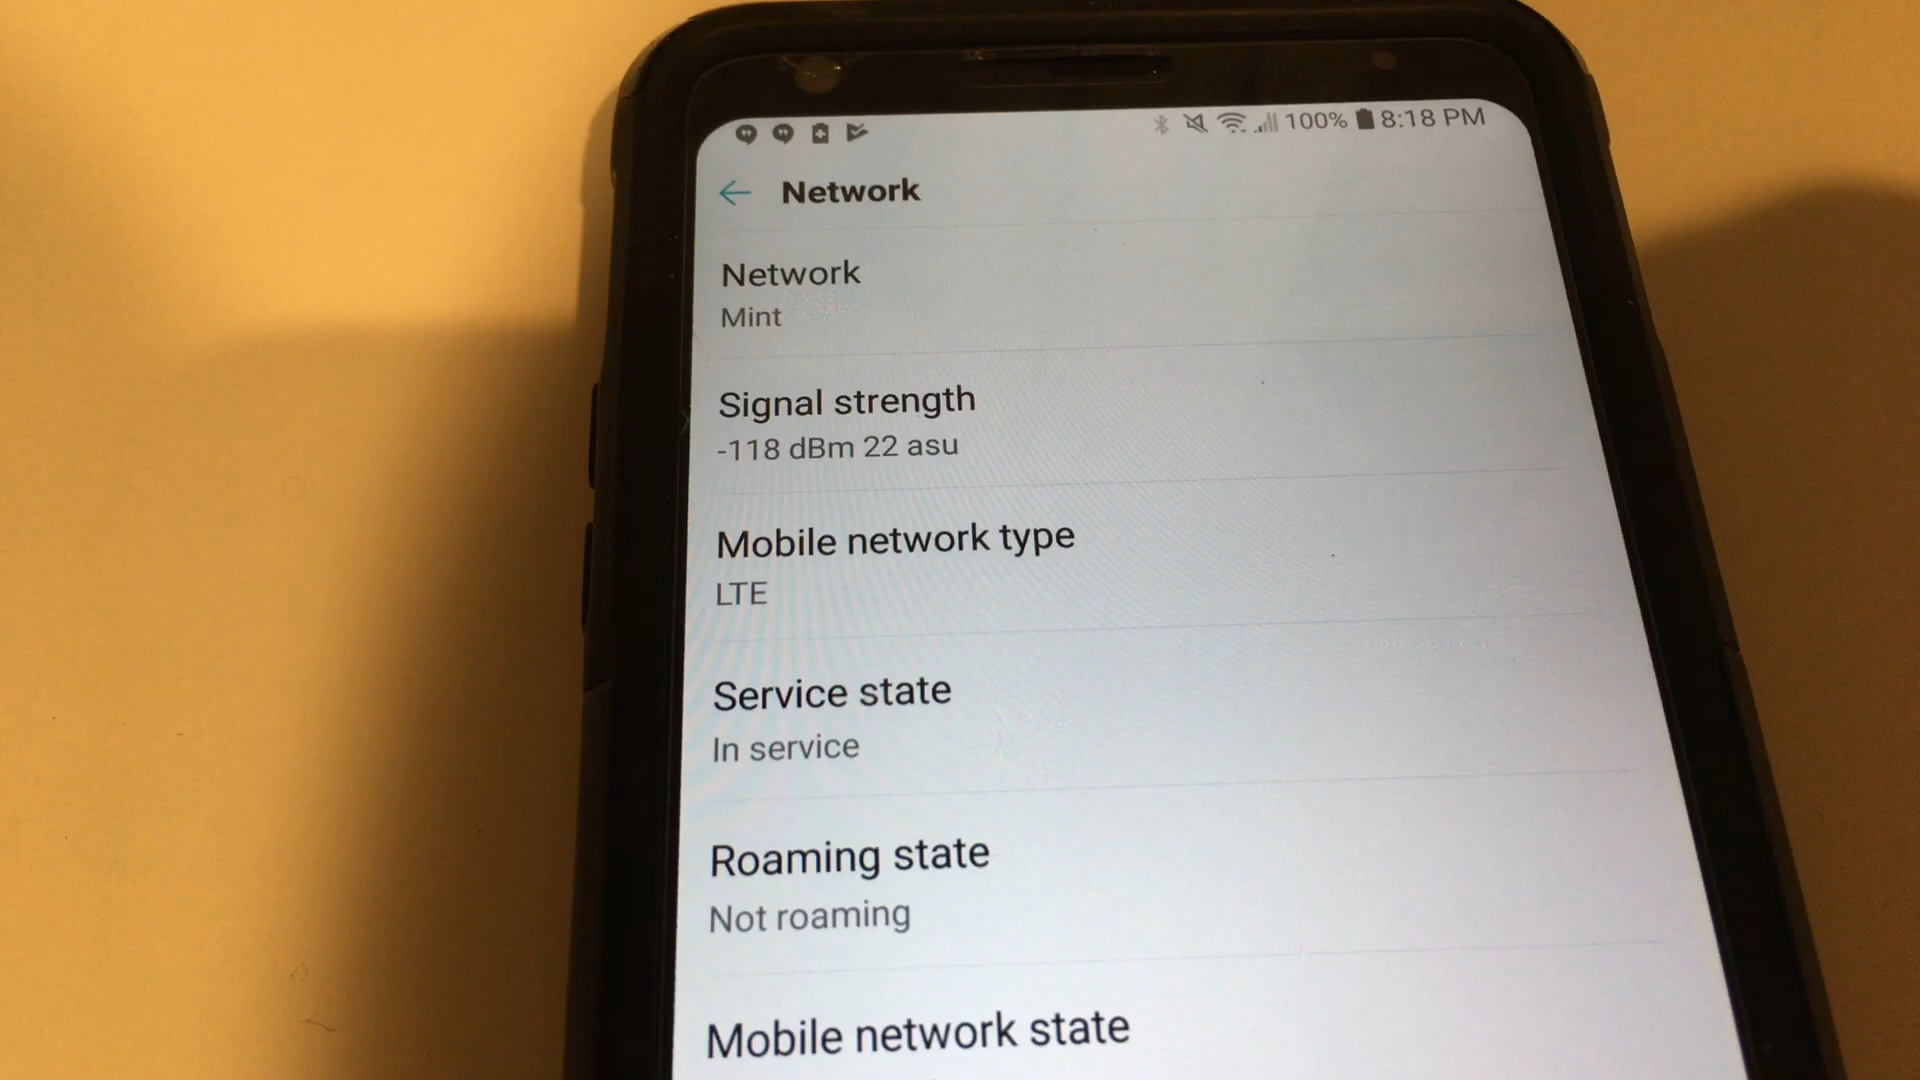 100% 8:18 PM
Network
Network
Mint
Signal strength
-118 dBm 22 asu
Mobile network type
LTE
Service state
In service
Roaming state
Not roaming
Mobile network state